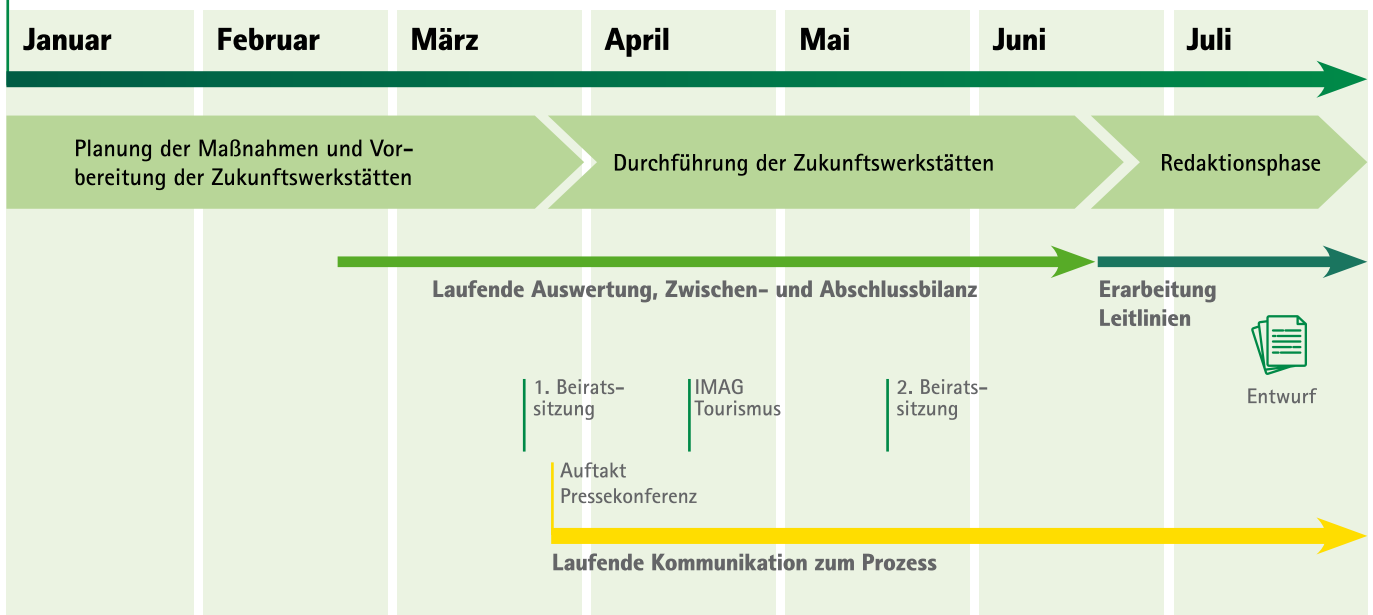 Januar
Februar
März
April
Mai
Juni
Juli
Planung der Maßnahmen und Vor-
bereitung der Zukunftswerkstätten
Durchführung der Zukunftswerkstätten
Redaktionsphase
Laufende Auswertung, Zwischen- und Abschlussbilanz
Erarbeitung
Leitlinien
Entwurf
1. Beirats-
sitzung
IMAG
Tourismus
2. Beirats-
sitzung
Auftakt
Pressekonferenz
Laufende Kommunikation zum Prozess